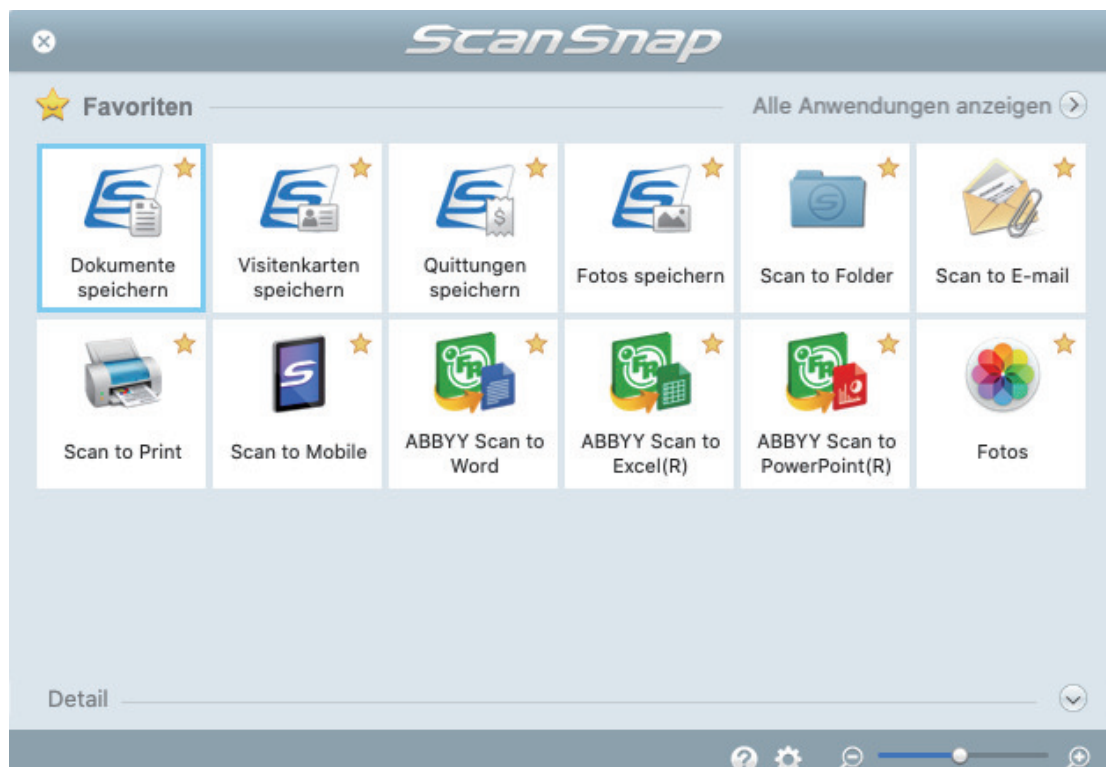 ScanSnap
Favoriten
Alle Anwendungen anzeigen
Dokumente
speichern
Visitenkarten
speichern
Quittungen
speichern
Fotos speichern
Scan to Folder
Scan to E-mail
Scan to Print
Scan to Mobile
ABBYY Scan to
Word
ABBYY Scan to
Excel(R)
ABBYY Scan to
PowerPoint(R)
Fotos
Detail